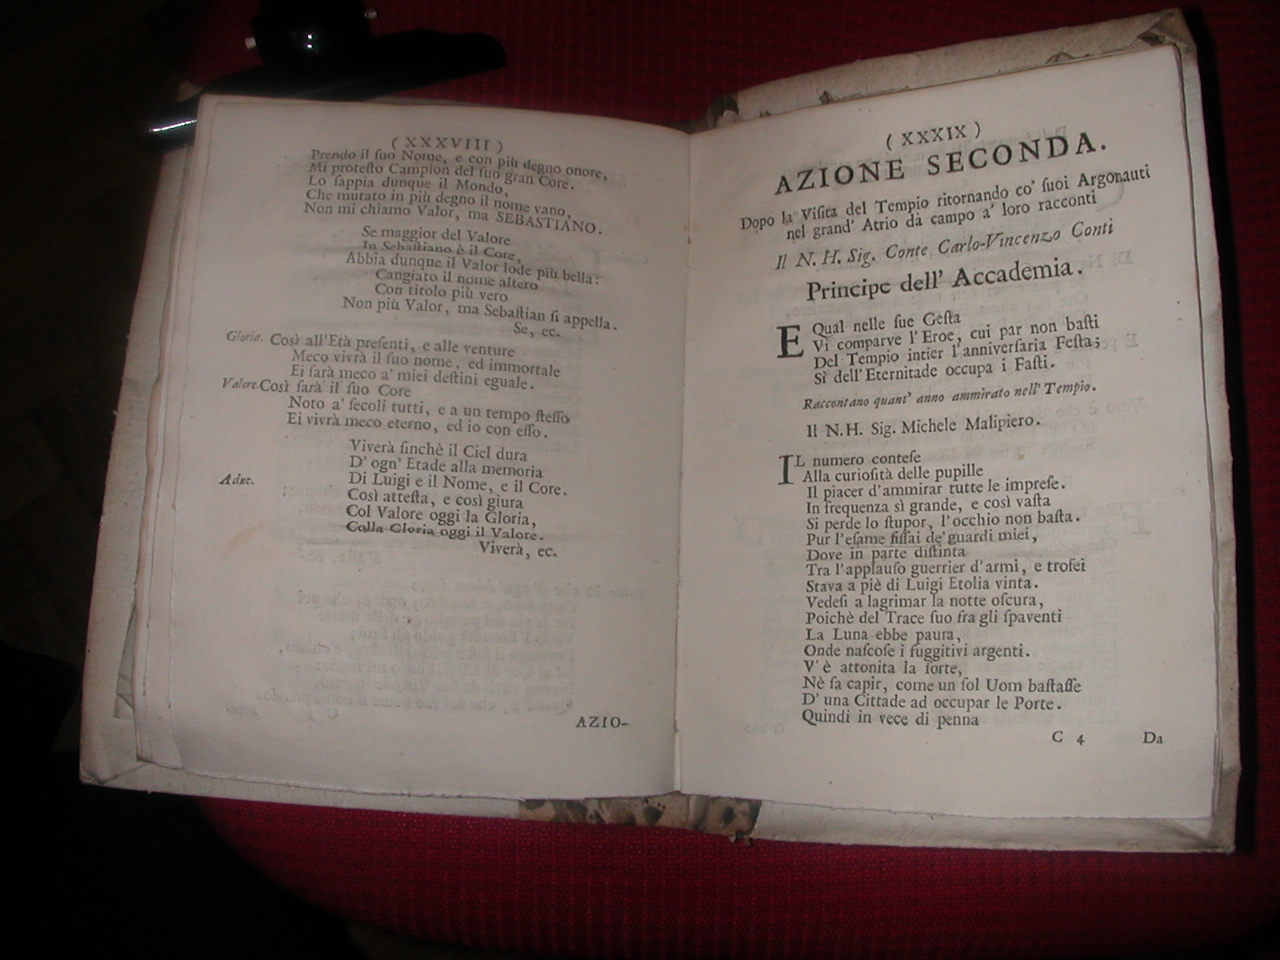 ( XXXVIII )
Prendo il ſuo Nome, e con più degno onore,
Mi proteſto Campion del ſuo gran Core.
Lo ſappia dunque il Mondo,
Che mutato in più degno il nome vano,
Non mi chiamo Valor, ma SEBASTIANO.
Se maggior del Valore
In Sebaſtiano è il Core,
Abbia dunque il Valor lode più bella:
Cangiato il nome altero
Con titolo più vero
Non più Valor, ma Sebaſtian ſi appella.
Se, ec.
Gloria. Così all'Età preſenti, e alle venture
Meco vivrà il ſuo nome, ed immortale
Ei ſarà meco a' miei deſtini eguale.
Valore. Così ſarà il ſuo Core
Noto a' ſecoli tutti, e a un tempo ſteſſo
Ei vivrà meco eterno, ed io con eſſo.
Viverà ſinchè il Ciel dura
D' ogn' Etade alla memoria
A due. Di Luigi e il Nome, e il Core.
Così atteſta, e così giura
Col Valore oggi la Gloria,
Colla Gloria oggi il Valore.
Viverà, ec.
AZIO-
( XXXIX )
AZIONE SECONDA.
Dopo la Viſita del Tempio ritornando co' ſuoi Argonauti
nel grand' Atrio dà campo a' loro racconti
Il N. H. Sig. Conte Carlo-Vincenzo Conti
Principe dell' Accademia.
E Qual nelle ſue Geſta
Vi comparve l'Eroe, cui par non baſti
Del Tempio intier l'anniverſaria Feſta;
Sì dell'Eternitade occupa i Faſti.
Raccontano quant' anno ammirato nell' Tempio.
Il N.H. Sig. Michele Malipiero.
IL numero conteſe
Alla curioſità delle pupille
Il piacer d'ammirar tutte le impreſe.
In frequenza sì grande, e così vaſta
Si perde lo ſtupor, l'occhio non baſta.
Pur l'eſame fiſſai de' guardi miei,
Dove in parte diſtinta
Tra l'applauſo guerrier d'armi, e trofei
Stava a piè di Luigi Etolia vinta.
Vedeſi a lagrimar la notte oſcura,
Poichè del Trace ſuo fra gli ſpaventi
La Luna ebbe paura,
Onde naſcoſe i fuggitivi argenti.
V' è attonita la ſorte,
Nè ſa capir, come un ſol Uom baſtaſſe
D' una Cittade ad occupar le Porte.
Quindi in vece di penna
C 4 Da